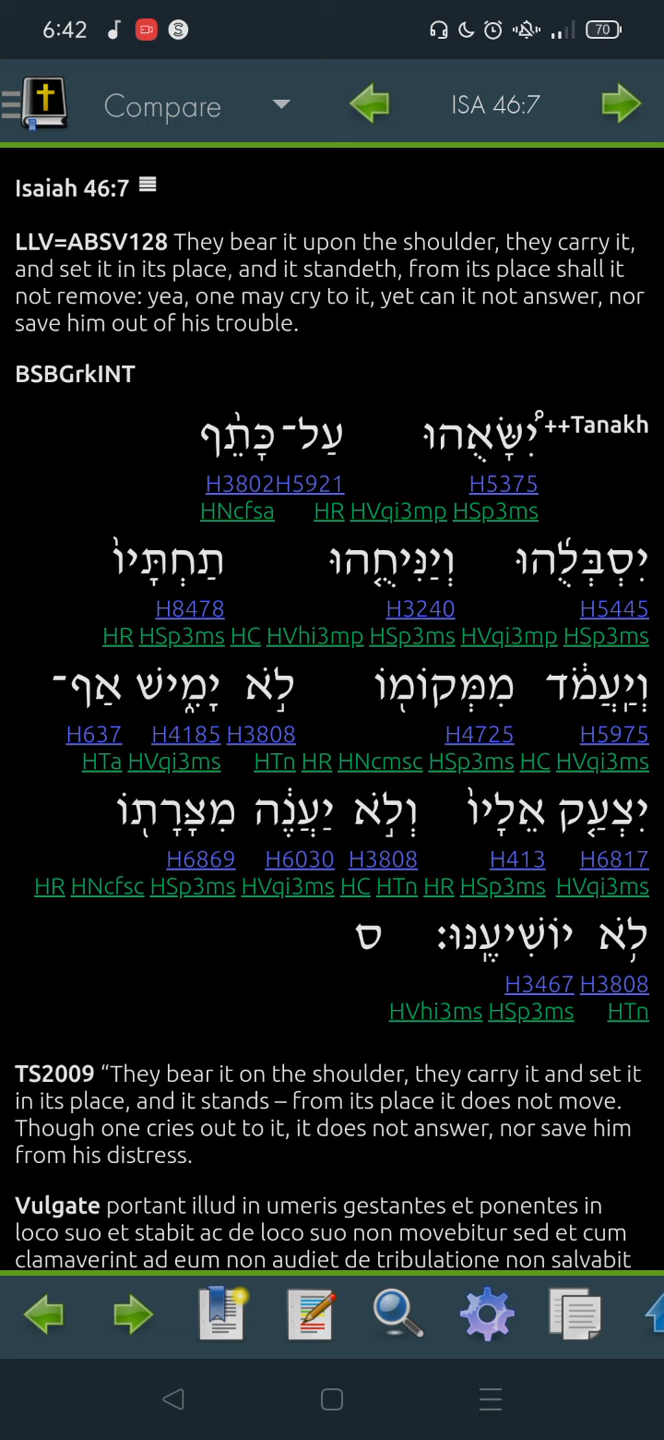 6:42
70
Compare
ISA 46:7
Isaiah 46:7
LLV=ABSV128 They bear it upon the shoulder, they carry it,
and set it in its place, and it standeth, from its place shall it
not remove: yea, one may cry to it, yet can it not answer, nor
save him out of his trouble.
BSBGrkINT
++Tanakh יִ֠שָּׂאֻהוּ עַל־כָּתֵ֨ף
H3802 H5921 H5375
HNcfsa HR HVqi3mp HSp3ms
יִסְבְּלֻ֜הוּ וְיַנִּיחֻ֤הוּ תַחְתָּיו֙
H8478 H3240 H5445
HR HSp3ms HC HVhi3mp HSp3ms HVqi3mp HSp3ms
וְיַֽעֲמֹ֔ד מִמְּקוֹמ֖וֹ לֹ֣א יָמִ֑ישׁ אַף־
H637 H4185 H3808 H4725 H5975
HTa HVqi3ms HTn HR HNcmsc HSp3ms HC HVqi3ms
יִצְעַ֤ק אֵלָיו֙ וְלֹ֣א יַעֲנֶ֔ה מִצָּרָת֖וֹ
H6869 H6030 H3808 H413 H6817
HR HNcfsc HSp3ms HVqi3ms HC HTn HR HSp3ms HVqi3ms
לֹ֥א יוֹשִׁיעֶֽנּוּ׃ ס
H3467 H3808
HVhi3ms HSp3ms HTn
TS2009 “They bear it on the shoulder, they carry it and set it
in its place, and it stands – from its place it does not move.
Though one cries out to it, it does not answer, nor save him
from his distress.
Vulgate portant illud in umeris gestantes et ponentes in
loco suo et stabit ac de loco suo non movebitur sed et cum
clamaverint ad eum non audiet de tribulatione non salvabit